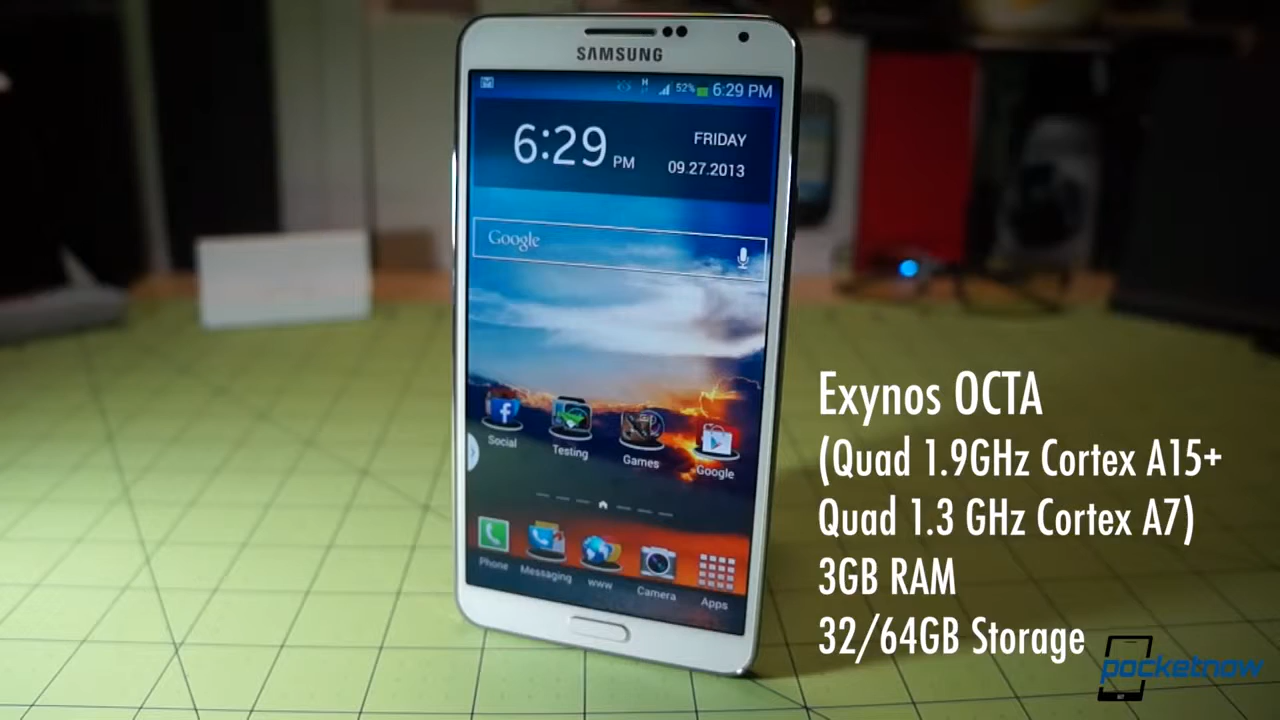 SAMSUNG
52% 6:29 PM
6:29 PM
FRIDAY
09.27.2013
Google
Social
Testing
Games
Google
Phone
Messaging
www
Camera
Apps
Exynos OCTA
(Quad 1.9GHz Cortex A15+
Quad 1.3 GHz Cortex A7)
3GB RAM
32/64GB Storage
pocketnow